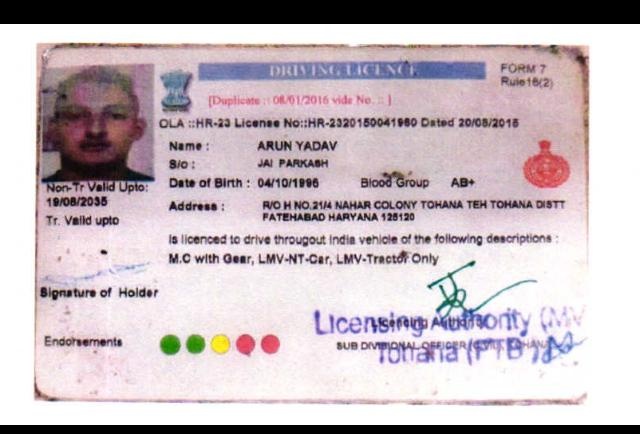 DRIVING LICENCE
FORM 7
Rule16(2)
[Duplicate :: 08/01/2016 vide No. :: ]
OLA ::HR-23 License No::HR-2320150041960 Dated 20/08/2015
Name : ARUN YADAV
S/o : JAI PARKASH
Date of Birth : 04/10/1996 Blood Group AB+
Non-Tr Valid Upto:
19/08/2035
Tr. Valid upto
Address : R/O H NO.21/4 NAHAR COLONY TOHANA TEH TOHANA DISTT
FATEHABAD HARYANA 125120
is licenced to drive througout India vehicle of the following descriptions :
M.C with Gear, LMV-NT-Car, LMV-Tractor Only
Signature of Holder
Licensing Authority (MV
Licencing Authority
Endorsements
SUB DIVISIONAL OFFICER (CIVIL) TOHANA
Tohana (FTB)